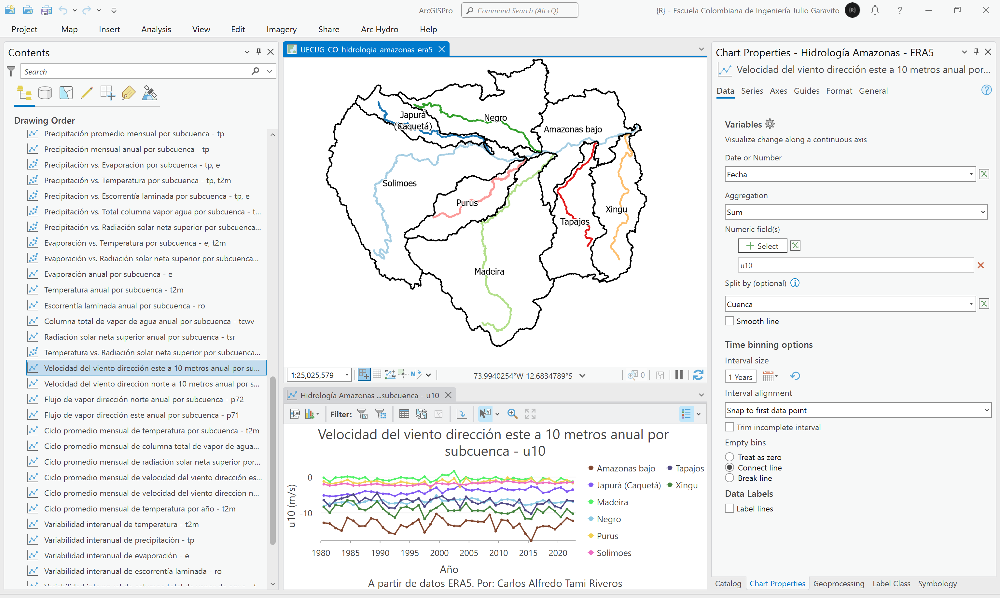 ArcGISPro
Command Search (Alt+Q)
{R} - Escuela Colombiana de Ingeniería Julio Garavito
{R}
?
Project
Map
Insert
Analysis
View
Edit
Imagery
Share
Arc Hydro
Help
Contents
Search
Drawing Order
Precipitación promedio mensual por subcuenca - tp
Precipitación mensual anual por subcuenca - tp
Precipitación vs. Evaporación por subcuenca - tp, e
Precipitación vs. Temperatura por subcuenca - tp, t2m
Precipitación vs. Escorrentía laminada por subcuenca - tp, e
Precipitación vs. Total columna vapor agua por subcuenca - t...
Precipitación vs. Radiación solar neta superior por subcuenca...
Evaporación vs. Temperatura por subcuenca - e, t2m
Evaporación vs. Radiación solar neta superior por subcuenca...
Evaporación anual por subcuenca - e
Temperatura anual por subcuenca - t2m
Escorrentía laminada anual por subcuenca - ro
Columna total de vapor de agua anual por subcuenca - tcwv
Radiación solar neta superior anual por subcuenca - tsr
Temperatura vs. Radiación solar neta superior por subcuenca...
Velocidad del viento dirección este a 10 metros anual por su...
Velocidad del viento dirección norte a 10 metros anual por s...
Flujo de vapor dirección norte anual por subcuenca - p72
Flujo de vapor dirección este anual por subcuenca - p71
Ciclo promedio mensual de temperatura por subcuenca - t2m
Ciclo promedio mensual de columna total de vapor de agua...
Ciclo promedio mensual de radiación solar neta superior por...
Ciclo promedio mensual de velocidad del viento dirección es...
Ciclo promedio mensual de velocidad del viento dirección n...
Ciclo promedio mensual de temperatura por año - t2m
Variabilidad interanual de temperatura - t2m
Variabilidad interanual de precipitación - tp
Variabilidad interanual de evaporación - e
Variabilidad interanual de escorrentía laminada - ro
UECIJG_CO_hidrologia_amazonas_era5
Japurá
(Caquetá)
Negro
Amazonas bajo
Solimoes
Purus
Xingu
Tapajos
Madeira
1:25,025,579
N
73.9940254°W 12.6834789°S
0
Hidrología Amazonas ...subcuenca - u10
Filter:
Velocidad del viento dirección este a 10 metros anual por
subcuenca - u10
u10 (m/s)
0
-10
1980
1985
1990
1995
2000
2005
2010
2015
2020
Año
Amazonas bajo
Tapajos
Japurá (Caquetá)
Xingu
Madeira
Negro
Purus
Solimoes
A partir de datos ERA5. Por: Carlos Alfredo Tami Riveros
Chart Properties - Hidrología Amazonas - ERA5
Velocidad del viento dirección este a 10 metros anual por...
Data
Series
Axes
Guides
Format
General
?
Variables
Visualize change along a continuous axis
Date or Number
Fecha
Aggregation
Sum
Numeric field(s)
Select
u10
Split by (optional)
Cuenca
Smooth line
Time binning options
Interval size
1 Years
Interval alignment
Snap to first data point
Trim incomplete interval
Empty bins
Treat as zero
Connect line
Break line
Data Labels
Label lines
Catalog
Chart Properties
Geoprocessing
Label Class
Symbology